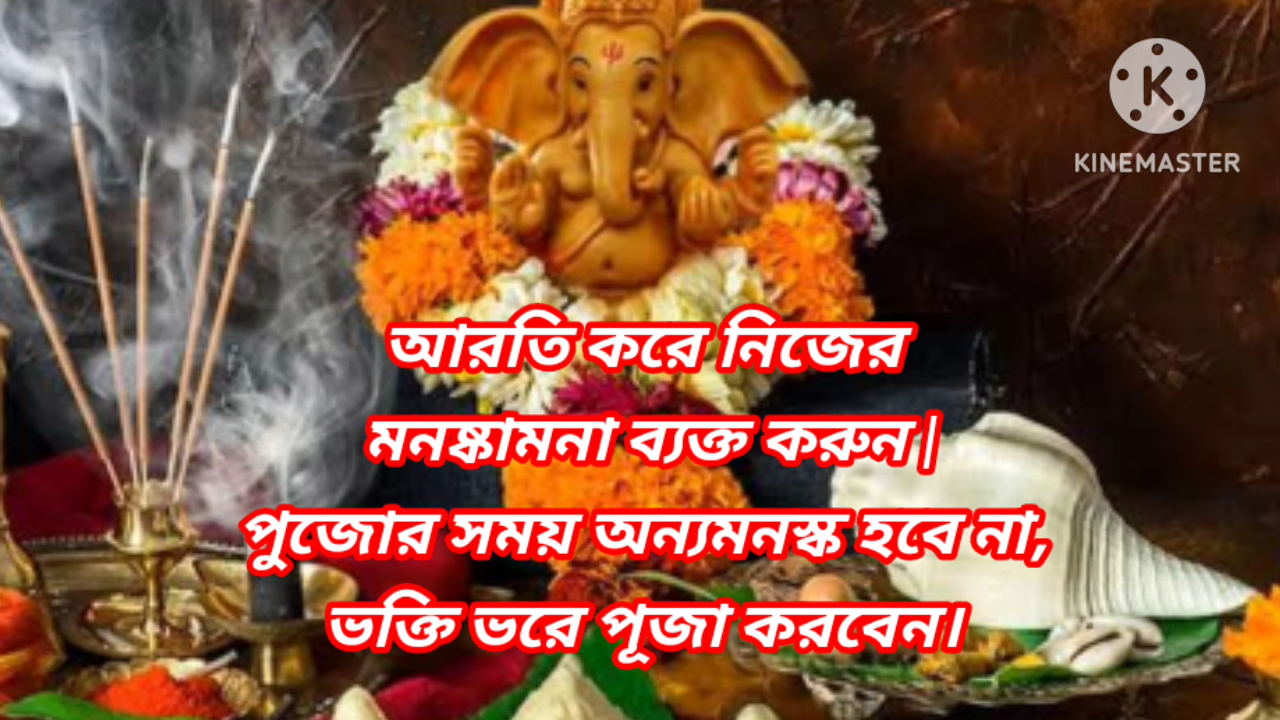 KINEMASTER
আরতি করে নিজের
মনষ্কামনা ব্যক্ত করুন|
পুজোর সময় অন্যমনস্ক হবে না,
ভক্তি ভরে পূজা করবেন।